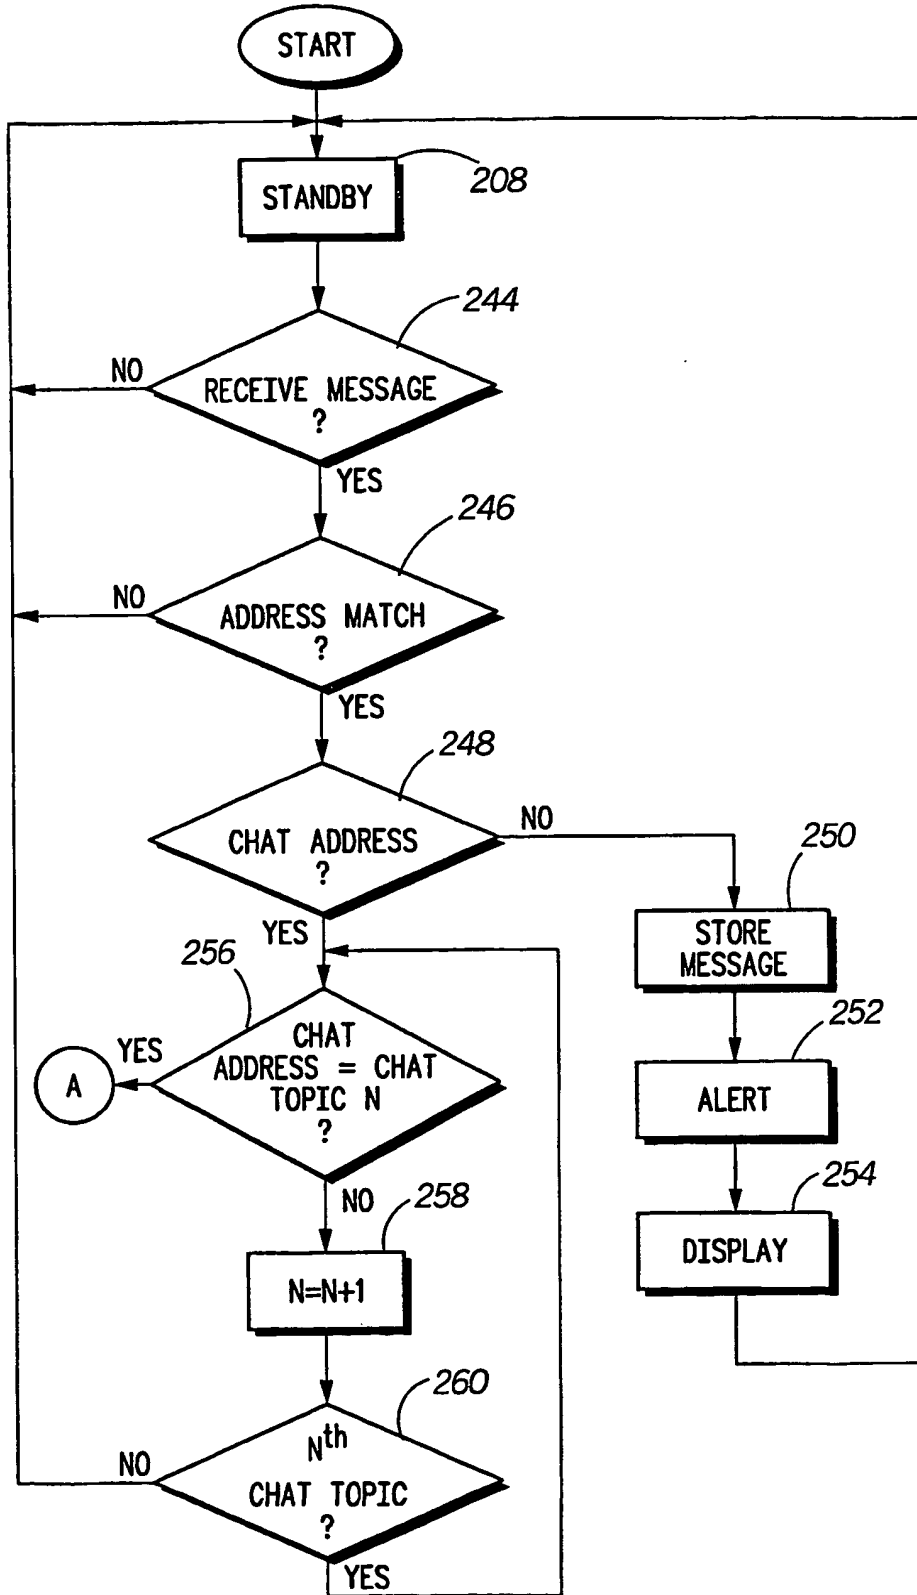 START
STANDBY
208
244
NO
RECEIVE MESSAGE
?
YES
246
NO
ADDRESS MATCH
?
YES
248
CHAT ADDRESS
?
NO
YES
250
STORE
MESSAGE
256
CHAT
ADDRESS = CHAT
TOPIC N
?
YES
A
252
ALERT
NO
258
N=N+1
254
DISPLAY
260
Nth
CHAT TOPIC
?
NO
YES